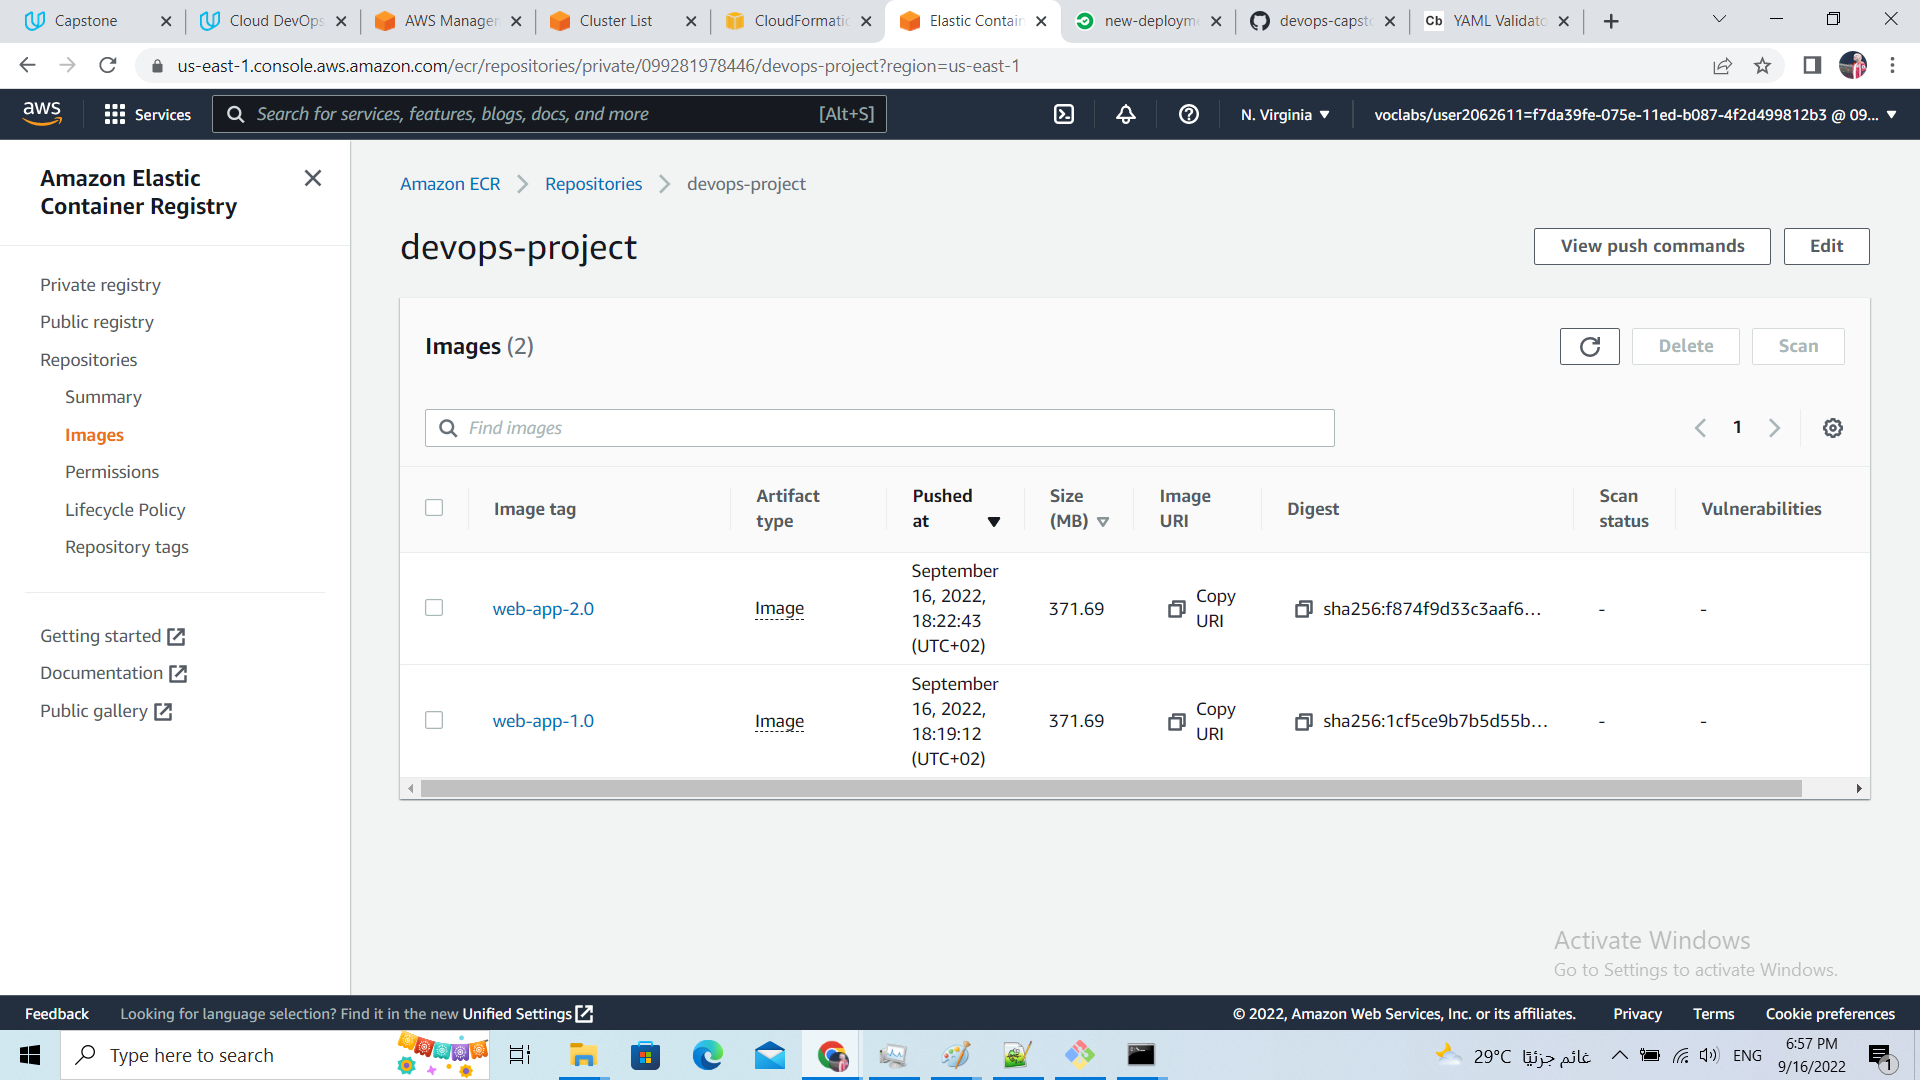 Capstone
Cloud DevOps
AWS Manager
Cluster List
CloudFormatic
Elastic Contain
new-deployme
devops-capsto
Cb
YAML Validato
us-east-1.console.aws.amazon.com/ecr/repositories/private/099281978446/devops-project?region=us-east-1
aws
Services
Search for services, features, blogs, docs, and more
[Alt+S]
N. Virginia
voclabs/user2062611=f7da39fe-075e-11ed-b087-4f2d499812b3 @ 09...
Amazon Elastic
Container Registry
Private registry
Public registry
Repositories
Summary
Images
Permissions
Lifecycle Policy
Repository tags
Getting started
Documentation
Public gallery
Amazon ECR
Repositories
devops-project
devops-project
View push commands
Edit
Images (2)
Delete
Scan
Find images
1
Image tag
Artifact
type
Pushed
at
Size
(MB)
Image
URI
Digest
Scan
status
Vulnerabilities
web-app-2.0
Image
September
16, 2022,
18:22:43
(UTC+02)
371.69
Copy
URI
sha256:f874f9d33c3aaf6...
-
-
web-app-1.0
Image
September
16, 2022,
18:19:12
(UTC+02)
371.69
Copy
URI
sha256:1cf5ce9b7b5d55b...
-
-
Activate Windows
Go to Settings to activate Windows.
Feedback
Looking for language selection? Find it in the new Unified Settings
© 2022, Amazon Web Services, Inc. or its affiliates.
Privacy
Terms
Cookie preferences
Type here to search
29°C
غائم جزئيًا
ENG
6:57 PM
9/16/2022
1